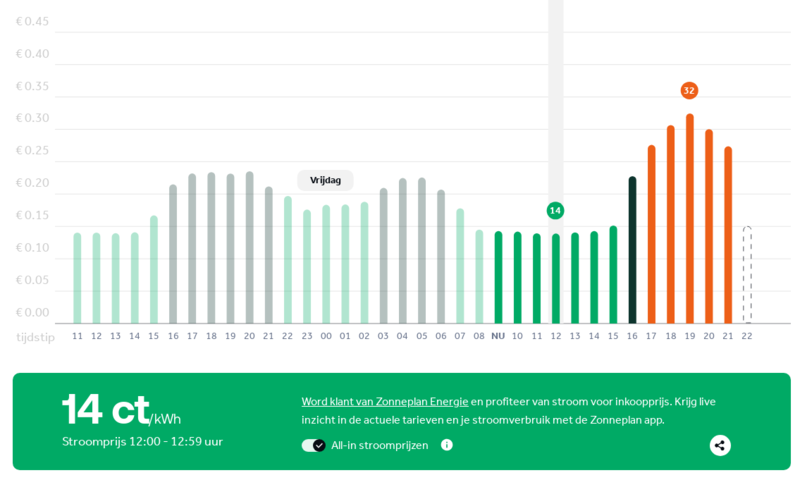 € 0.45
€ 0.40
€ 0.35
32
€ 0.30
€ 0.25
€ 0.20
Vrijdag
14
€ 0.15
€ 0.10
€ 0.05
€ 0.00
tijdstip 11 12 13 14 15 16 17 18 19 20 21 22 23 00 01 02 03 04 05 06 07 08 NU 10 11 12 13 14 15 16 17 18 19 20 21 22
14 ct/kWh
Stroomprijs 12:00 - 12:59 uur
Word klant van Zonneplan Energie en profiteer van stroom voor inkoopprijs. Krijg live
inzicht in de actuele tarieven en je stroomverbruik met de Zonneplan app.
All-in stroomprijzen